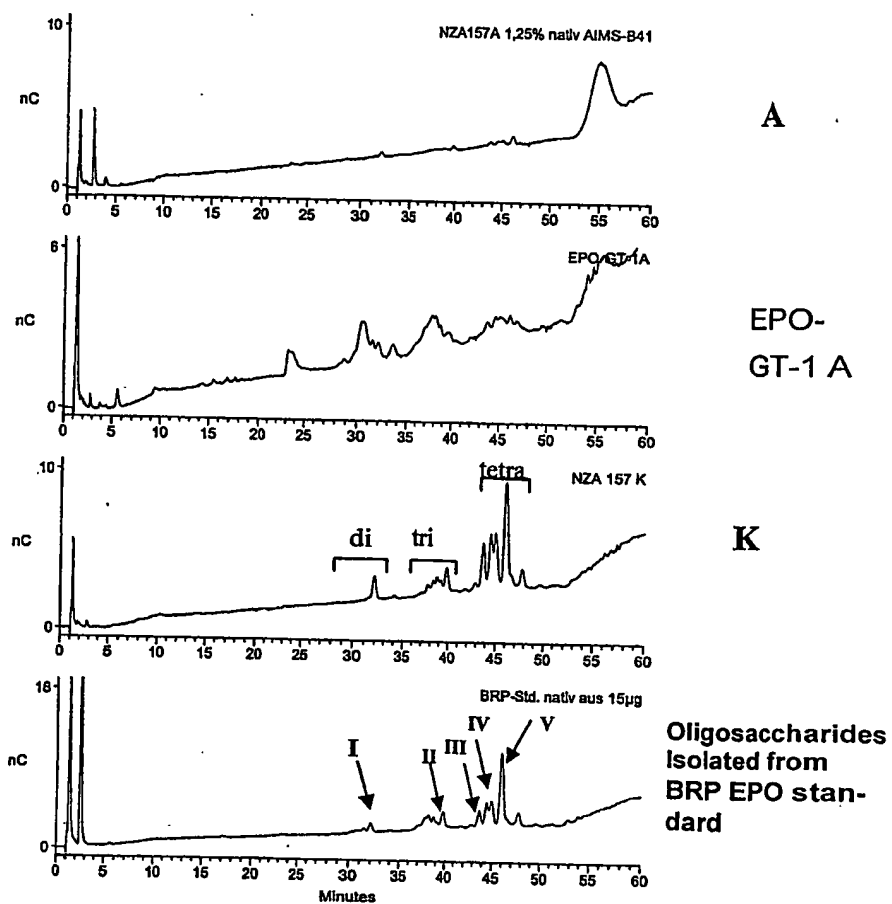 10
NZA157A 1,25% nativ AIMS-B41
nC
A
0
0 5 10 15 20 25 30 35 40 45 50 55 60
6
EPO GT-1A
nC
EPO-
GT-1 A
0
0 5 10 15 20 25 30 35 40 45 50 55 60
10
tetra
NZA 157 K
di tri
nC
K
0
0 5 10 15 20 25 30 35 40 45 50 55 60
16
BRP-Std. nativ aus 15µg
I II III IV V
nC
Oligosaccharides
Isolated from
BRP EPO stan-
dard
0
0 5 10 15 20 25 30 35 40 45 50 55 60
Minutes